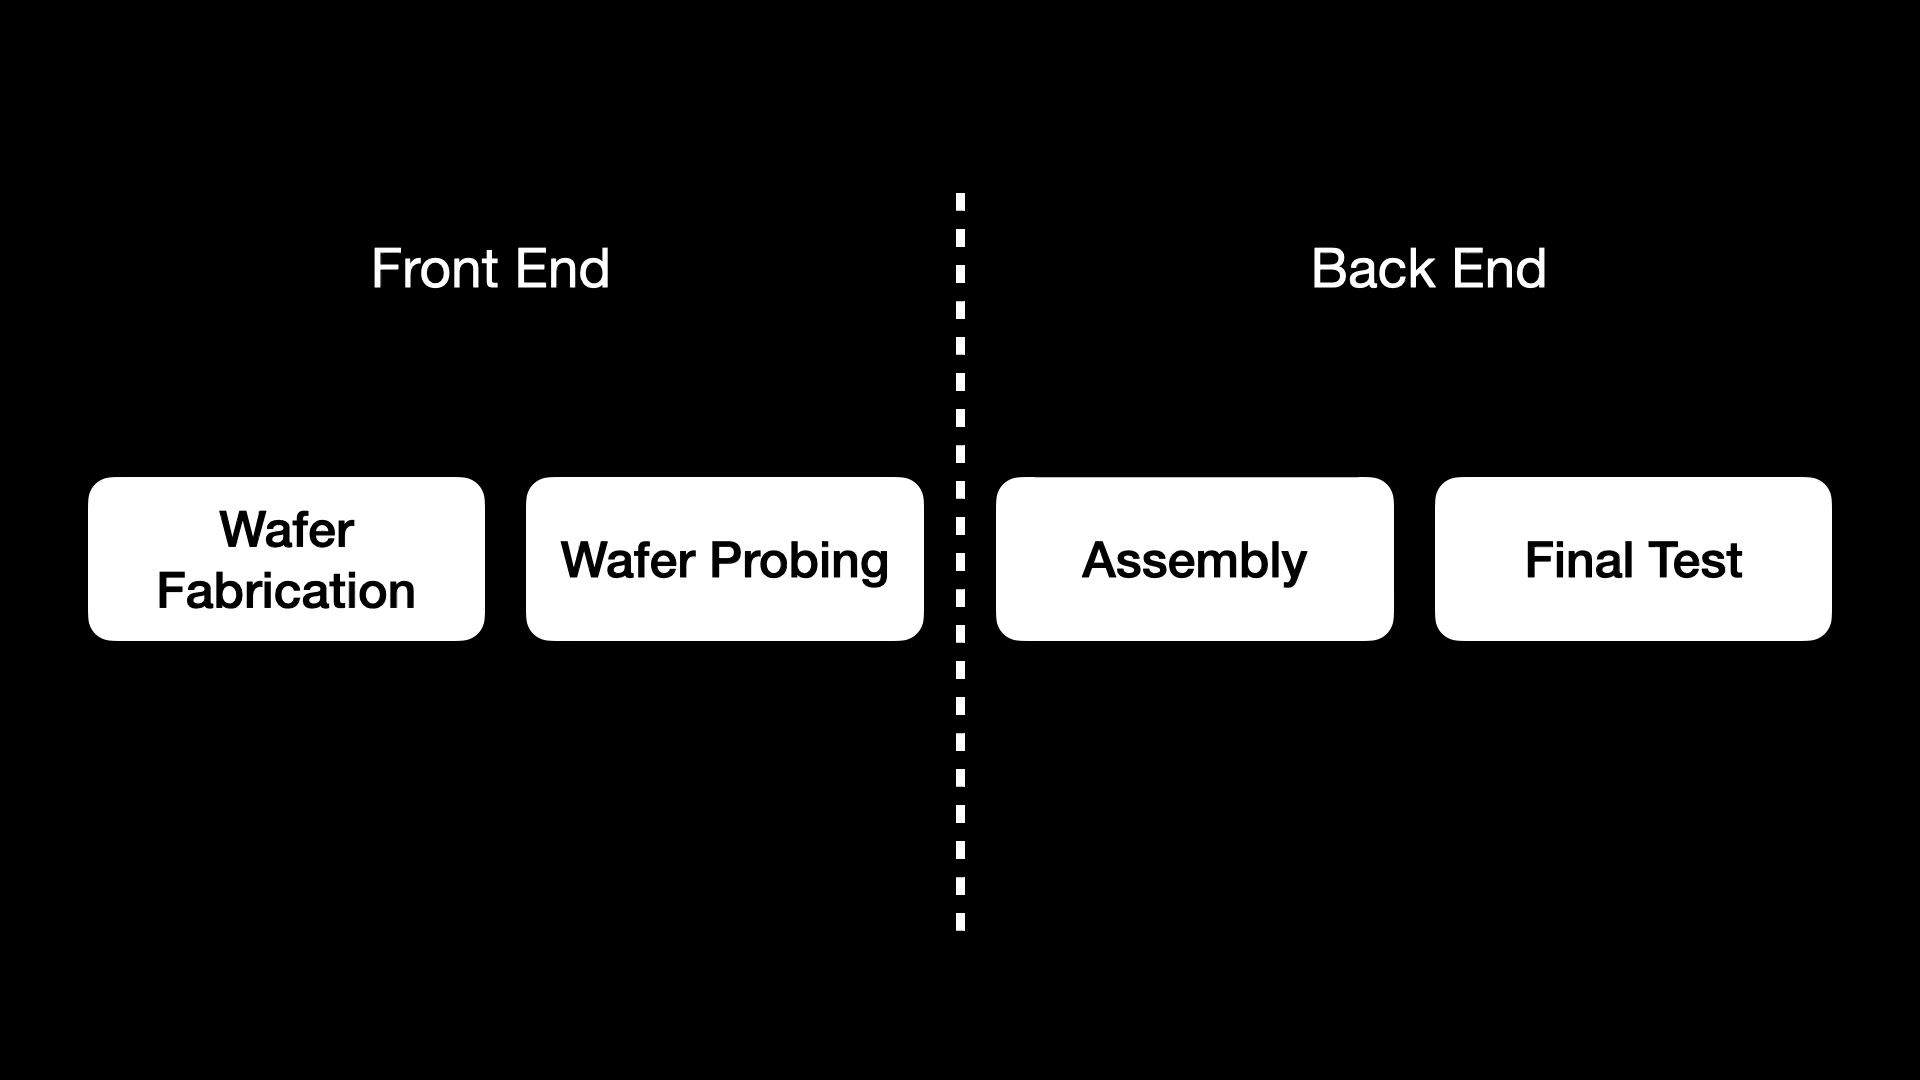 Front End
Back End
Wafer
Fabrication
Wafer Probing
Assembly
Final Test